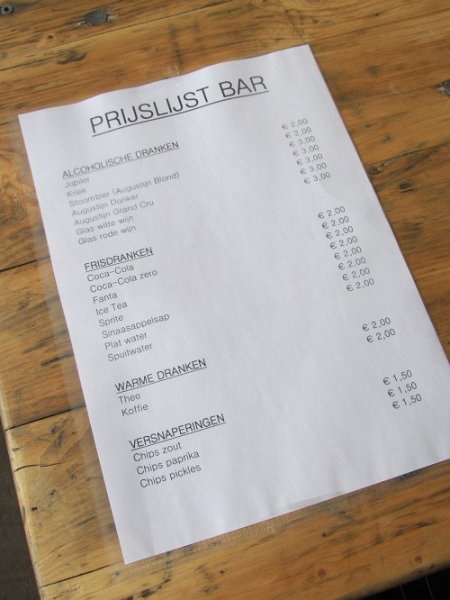 PRIJSLIJST BAR
ALCOHOLISCHE DRANKEN
Jupiler € 2,00
Kriek € 2,00
Stoombier (Augustijn Blond) € 3,00
Augustijn Donker € 3,00
Augustijn Grand Cru € 3,00
Glas witte wijn € 3,00
Glas rode wijn € 3,00
FRISDRANKEN
Coca-Cola € 2,00
Coca-Cola zero € 2,00
Fanta € 2,00
Ice Tea € 2,00
Sprite € 2,00
Sinaasappelsap € 2,00
Plat water € 2,00
Spuitwater € 2,00
WARME DRANKEN
Thee € 2,00
Koffie € 2,00
VERSNAPERINGEN
Chips zout € 1,50
Chips paprika € 1,50
Chips pickles € 1,50